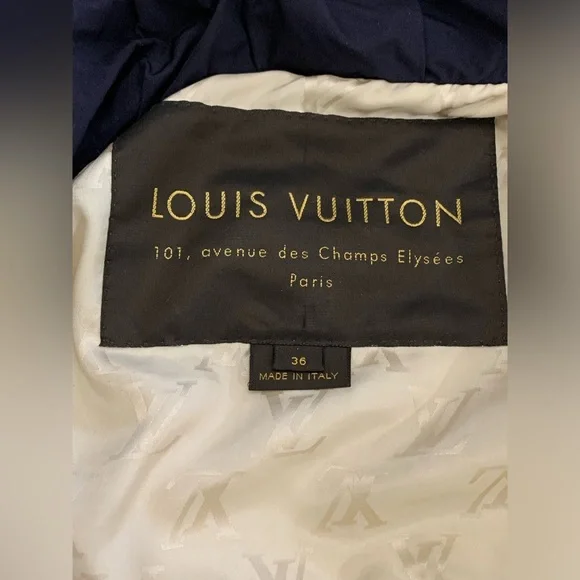 LOUIS VUITTON
101, avenue des Champs Elysées
Paris
36
MADE IN ITALY